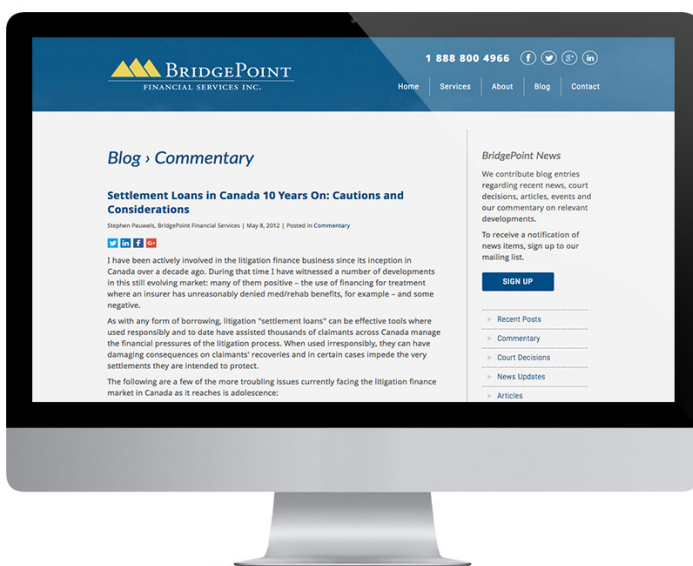 1 888 800 4966
BRIDGEPOINT
FINANCIAL SERVICES INC.
Home Services About Blog Contact
Blog › Commentary
Settlement Loans in Canada 10 Years On: Cautions and
Considerations
Stephen Pauwels, BridgePoint Financial Services | May 8, 2012 | Posted in Commentary
I have been actively involved in the litigation finance business since its inception in
Canada over a decade ago. During that time I have witnessed a number of developments
in this still evolving market: many of them positive – the use of financing for treatment
where an insurer has unreasonably denied med/rehab benefits, for example – and some
negative.
As with any form of borrowing, litigation "settlement loans" can be effective tools where
used responsibly and to date have assisted thousands of claimants across Canada manage
the financial pressures of the litigation process. When used irresponsibly, they can have
damaging consequences on claimants' recoveries and in certain cases impede the very
settlements they are intended to protect.
The following are a few of the more troubling issues currently facing the litigation finance
market in Canada as it reaches is adolescence:
BridgePoint News
We contribute blog entries
regarding recent news, court
decisions, articles, events and
our commentary on relevant
developments.
To receive a notification of
news items, sign up to our
mailing list.
SIGN UP
Recent Posts
Commentary
Court Decisions
News Updates
Articles